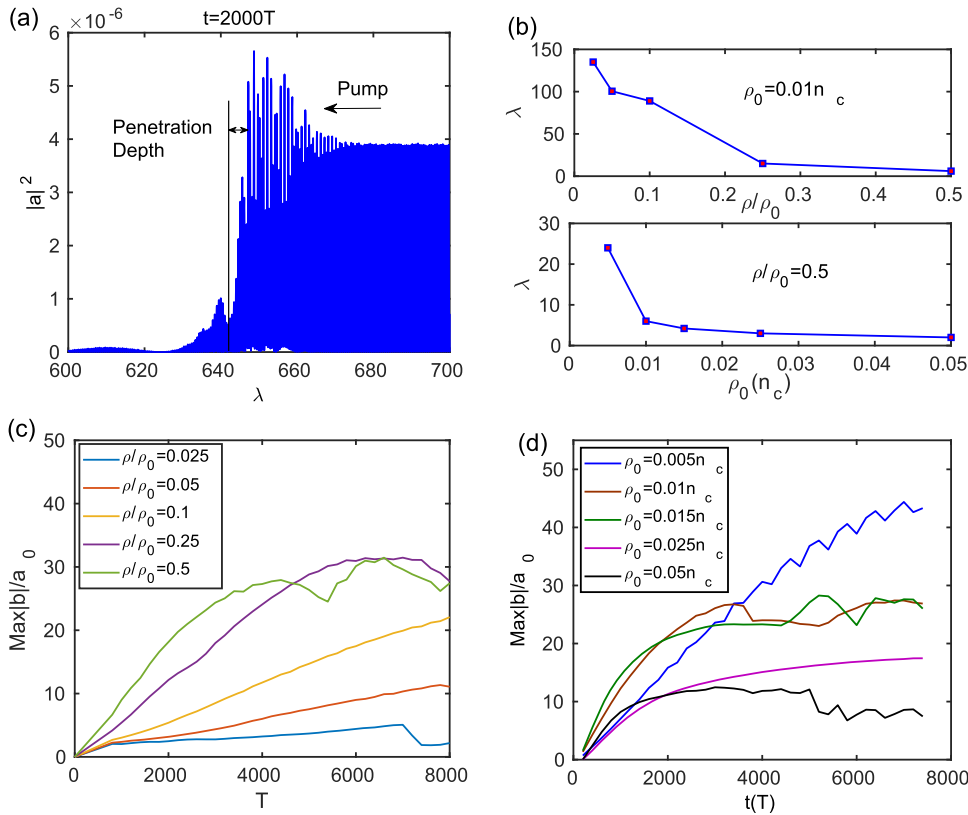 (a)
×10⁻⁶
t=2000T
6
5
4
3
2
1
0
|a|²
Penetration
Depth
Pump
600
620
640
660
680
700
λ
(b)
150
100
50
0
λ
ρ₀=0.01n c
0
0.1
0.2
0.3
0.4
0.5
ρ/ρ₀
30
20
10
0
λ
ρ/ρ₀=0.5
0
0.01
0.02
0.03
0.04
0.05
ρ₀(n c)
(c)
50
40
30
20
10
0
Max|b|/a₀
ρ/ρ₀=0.025
ρ/ρ₀=0.05
ρ/ρ₀=0.1
ρ/ρ₀=0.25
ρ/ρ₀=0.5
0
2000
4000
6000
8000
T
(d)
50
40
30
20
10
0
Max|b|/a₀
ρ₀=0.005n c
ρ₀=0.01n c
ρ₀=0.015n c
ρ₀=0.025n c
ρ₀=0.05n c
0
2000
4000
6000
8000
t(T)